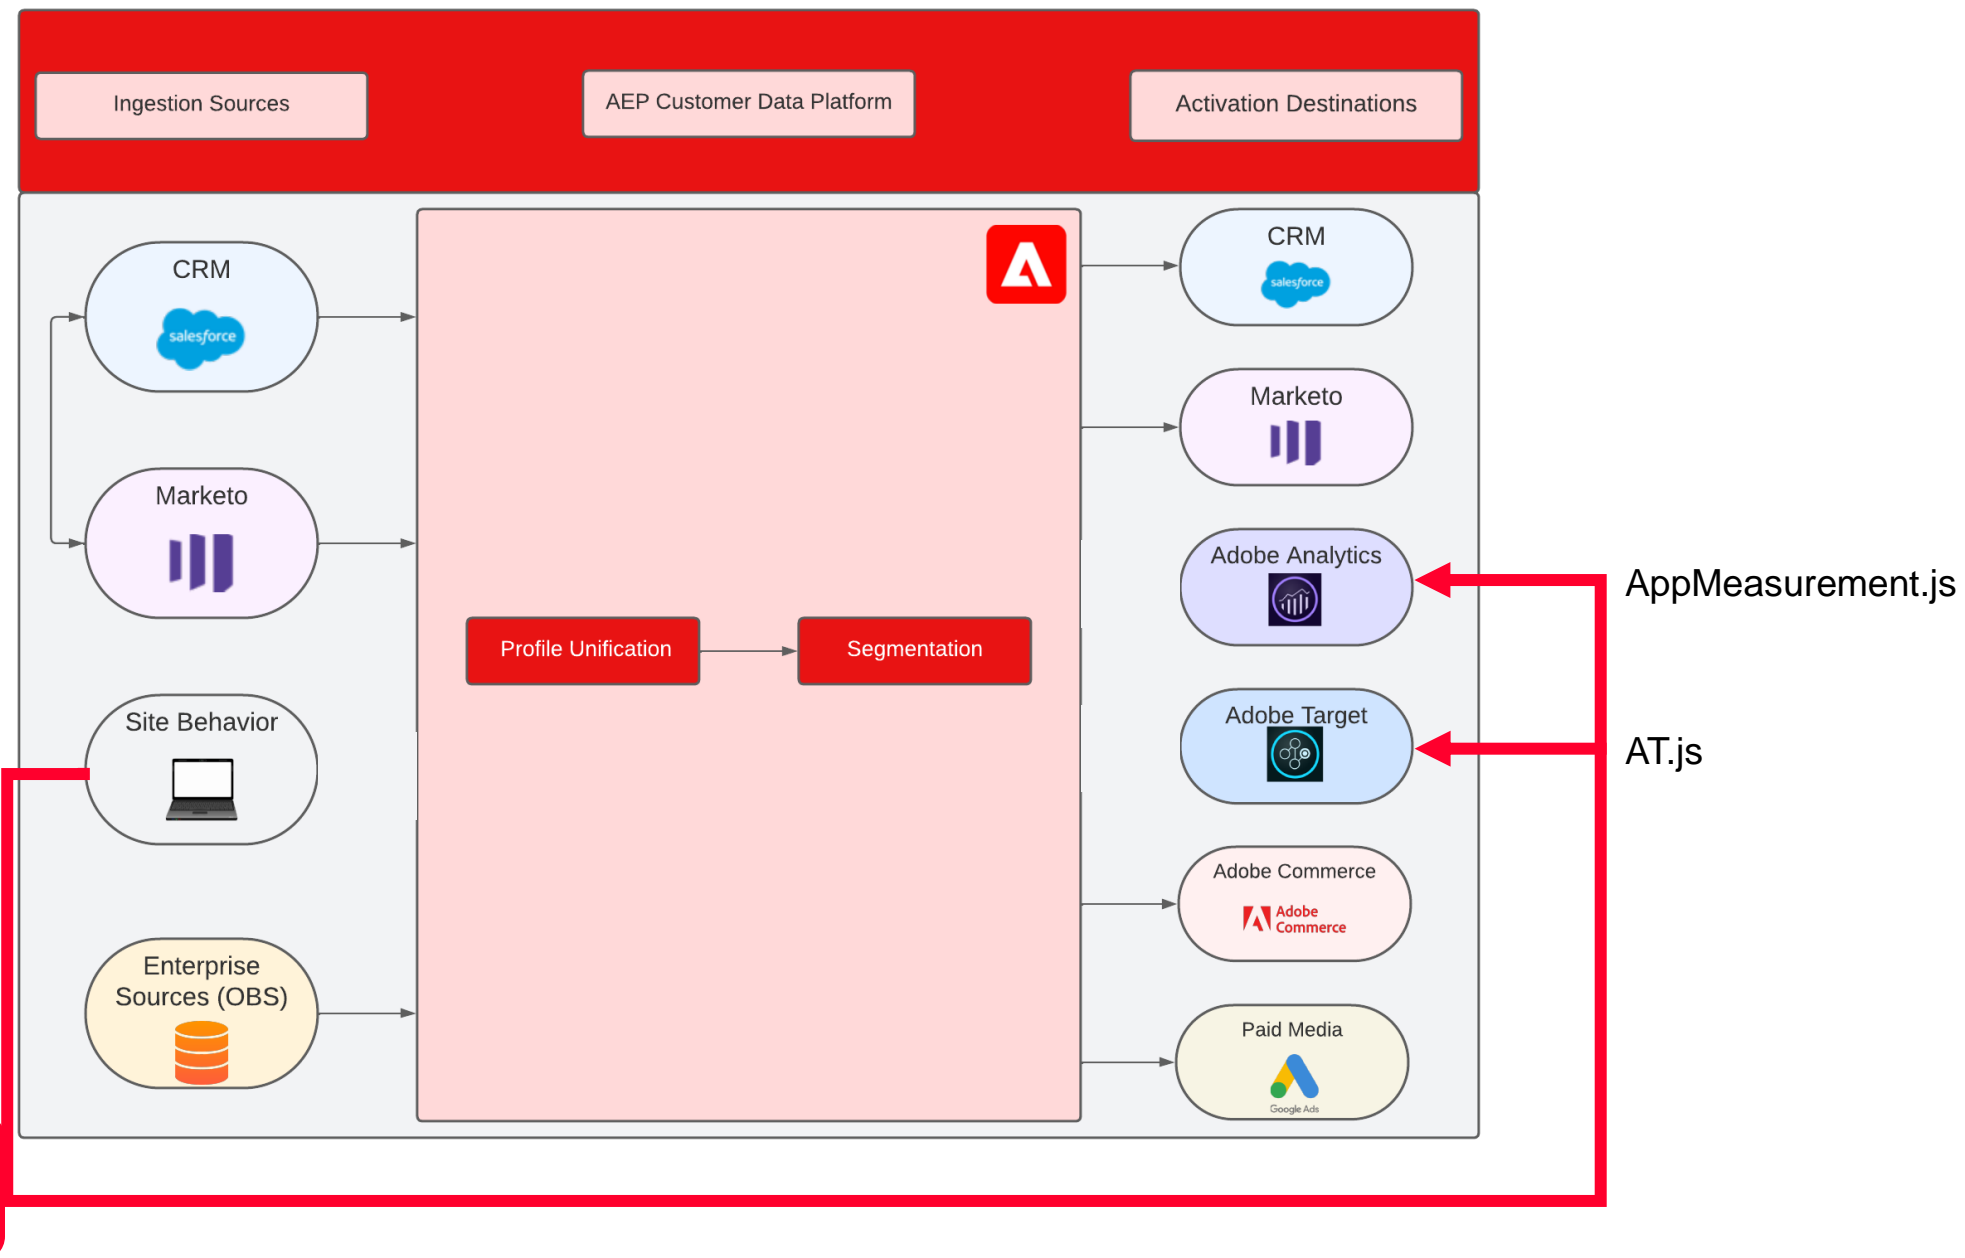 Ingestion Sources
AEP Customer Data Platform
Activation Destinations
CRM
salesforce
Marketo
Site Behavior
Enterprise
Sources (OBS)
Profile Unification
Segmentation
CRM
salesforce
Marketo
Adobe Analytics
Adobe Target
Adobe Commerce
Adobe
Commerce
Paid Media
Google Ads
AppMeasurement.js
AT.js